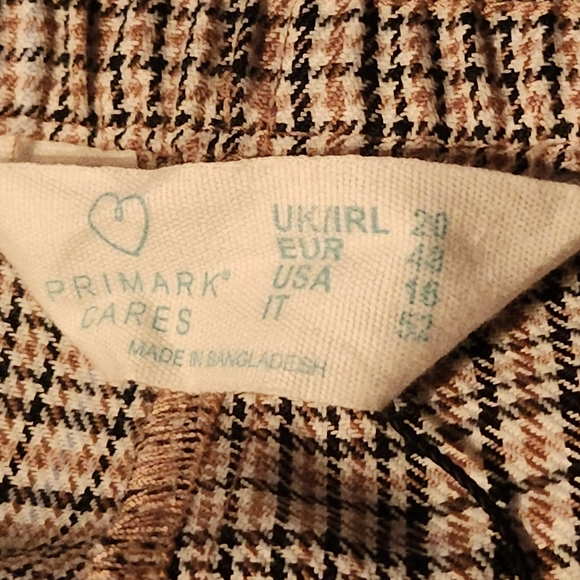 PRIMARK®
CARES
UK/IRL 20
EUR 48
USA 16
IT 52
MADE IN BANGLADESH